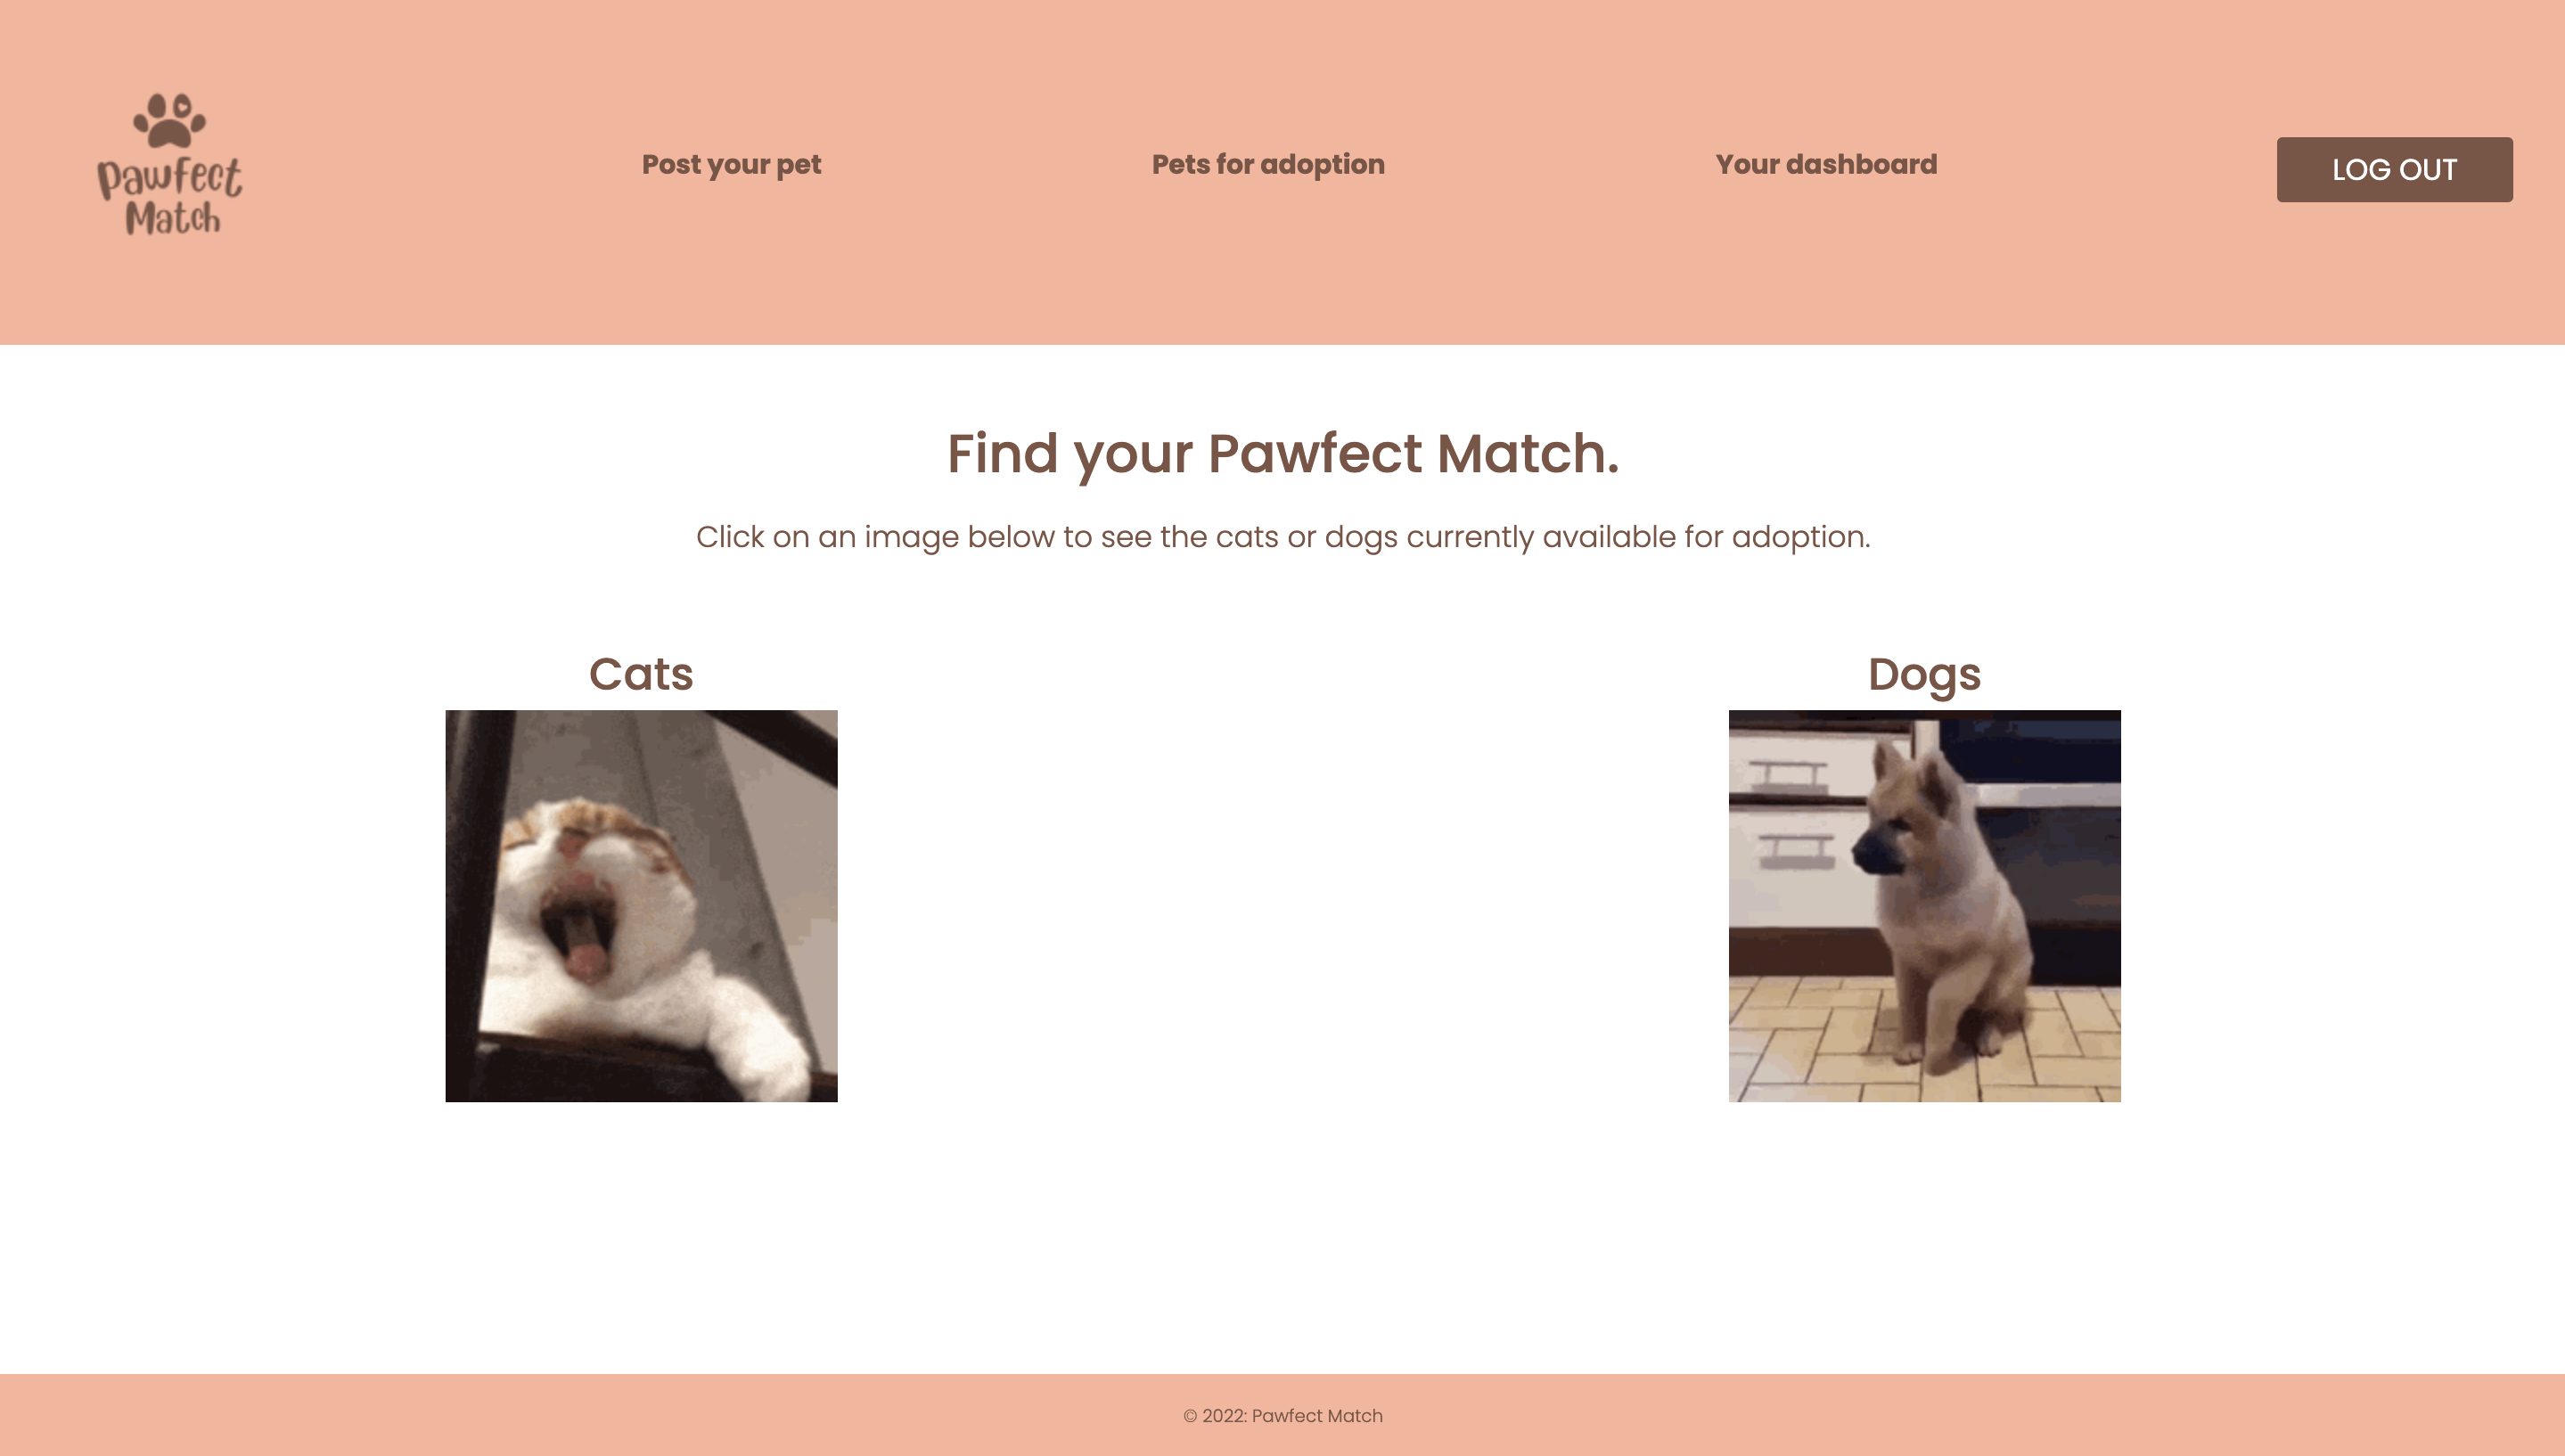 Pawfect
Match
Post your pet
Pets for adoption
Your dashboard
LOG OUT
Find your Pawfect Match.
Click on an image below to see the cats or dogs currently available for adoption.
Cats
Dogs
© 2022: Pawfect Match